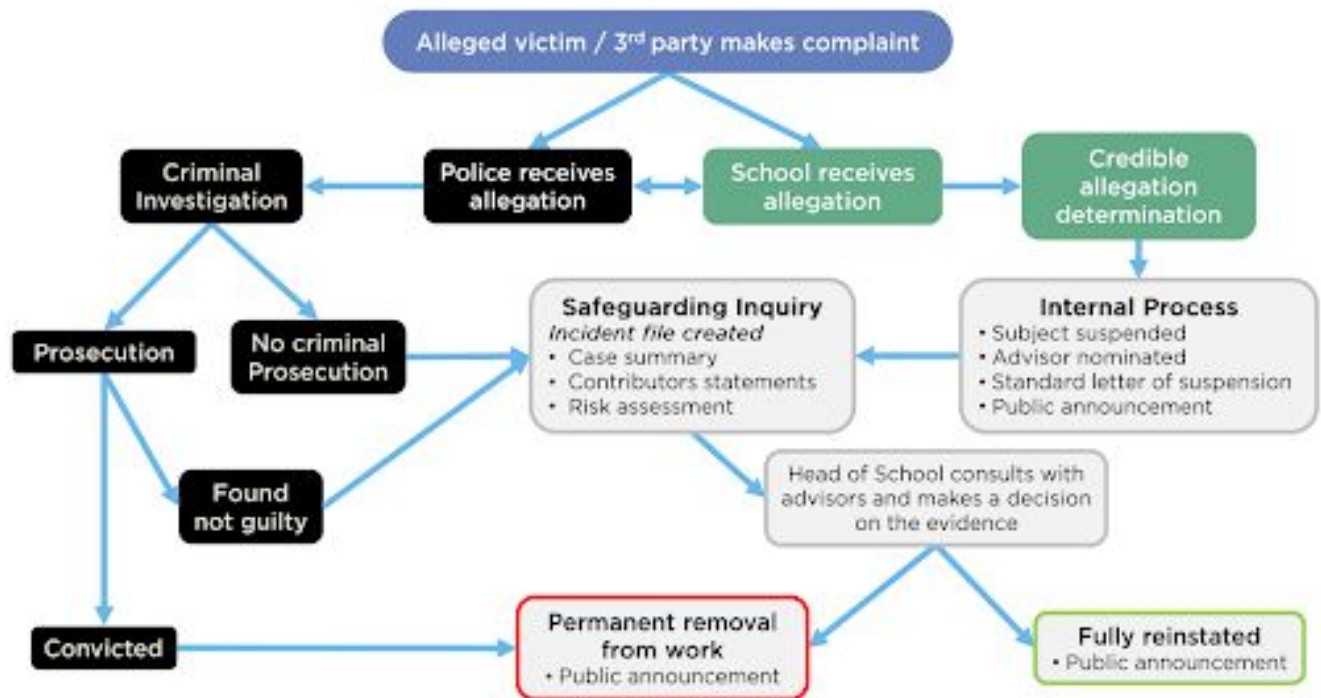 Alleged victim / 3rd party makes complaint
Criminal
Investigation
Police receives
allegation
School receives
allegation
Credible
allegation
determination
Prosecution
No criminal
Prosecution
Safeguarding Inquiry
Incident file created
• Case summary
• Contributors statements
• Risk assessment
Internal Process
• Subject suspended
• Advisor nominated
• Standard letter of suspension
• Public announcement
Found
not guilty
Head of School consults with
advisors and makes a decision
on the evidence
Convicted
Permanent removal
from work
• Public announcement
Fully reinstated
• Public announcement